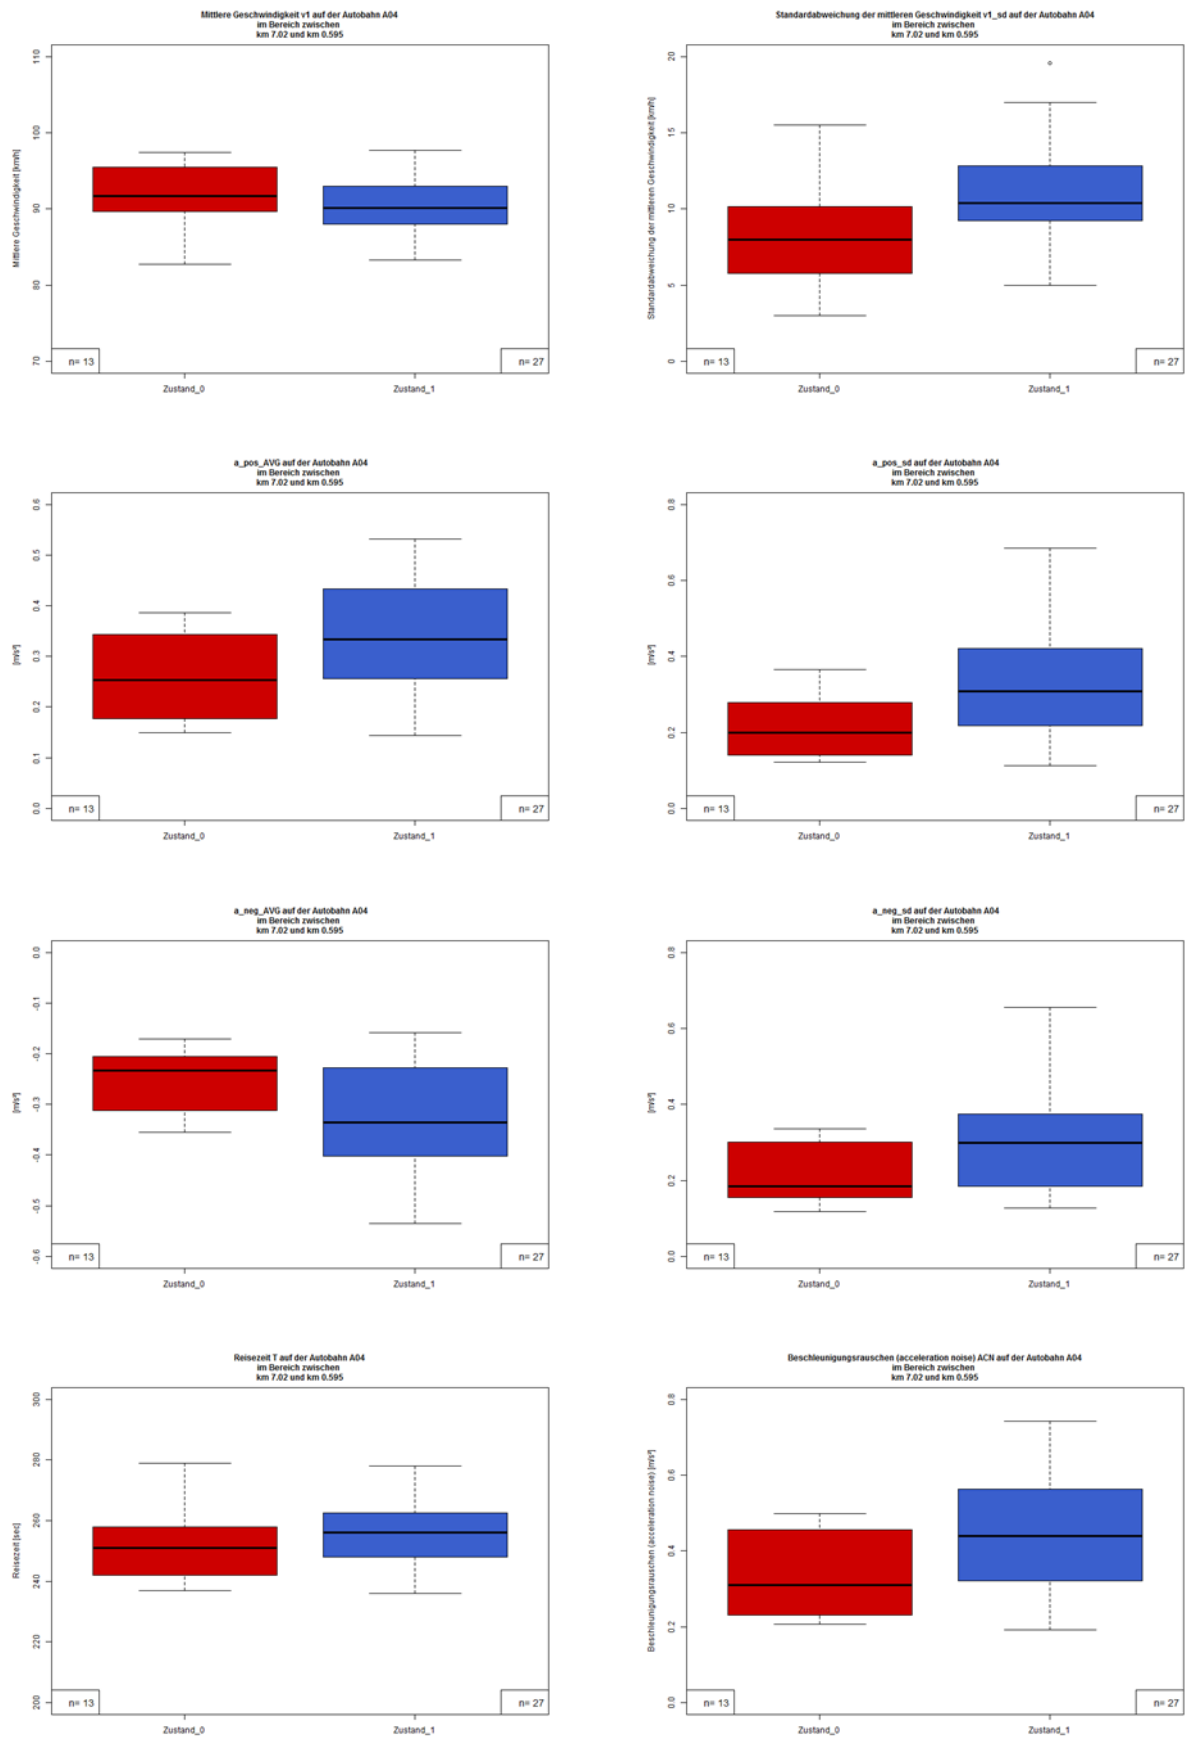 Mittlere Geschwindigkeit v1 auf der Autobahn A04
im Bereich zwischen
km 7.02 und km 0.595
Mittlere Geschwindigkeit [km/h]
110
100
90
80
70
n= 13
n= 27
Zustand_0
Zustand_1
Standardabweichung der mittleren Geschwindigkeit v1_sd auf der Autobahn A04
im Bereich zwischen
km 7.02 und km 0.595
Standardabweichung der mittleren Geschwindigkeit [km/h]
20
15
10
5
0
n= 13
n= 27
Zustand_0
Zustand_1
a_pos_AVG auf der Autobahn A04
im Bereich zwischen
km 7.02 und km 0.595
[m/s²]
0.6
0.5
0.4
0.3
0.2
0.1
0.0
n= 13
n= 27
Zustand_0
Zustand_1
a_pos_sd auf der Autobahn A04
im Bereich zwischen
km 7.02 und km 0.595
[m/s²]
0.8
0.6
0.4
0.2
0.0
n= 13
n= 27
Zustand_0
Zustand_1
a_neg_AVG auf der Autobahn A04
im Bereich zwischen
km 7.02 und km 0.595
[m/s²]
0.0
-0.1
-0.2
-0.3
-0.4
-0.5
-0.6
n= 13
n= 27
Zustand_0
Zustand_1
a_neg_sd auf der Autobahn A04
im Bereich zwischen
km 7.02 und km 0.595
[m/s²]
0.8
0.6
0.4
0.2
0.0
n= 13
n= 27
Zustand_0
Zustand_1
Reisezeit T auf der Autobahn A04
im Bereich zwischen
km 7.02 und km 0.595
Reisezeit [sec]
300
280
260
240
220
200
n= 13
n= 27
Zustand_0
Zustand_1
Beschleunigungsrauschen (acceleration noise) ACN auf der Autobahn A04
im Bereich zwischen
km 7.02 und km 0.595
Beschleunigungsrauschen (acceleration noise) [m/s²]
0.8
0.6
0.4
0.2
0.0
n= 13
n= 27
Zustand_0
Zustand_1